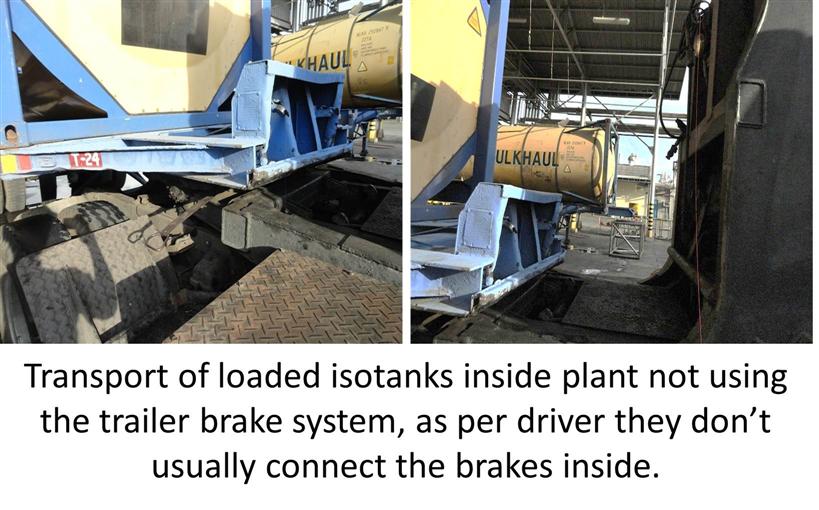 KHAUL
T-24
ULKHAUL
Transport of loaded isotanks inside plant not using
the trailer brake system, as per driver they don’t
usually connect the brakes inside.